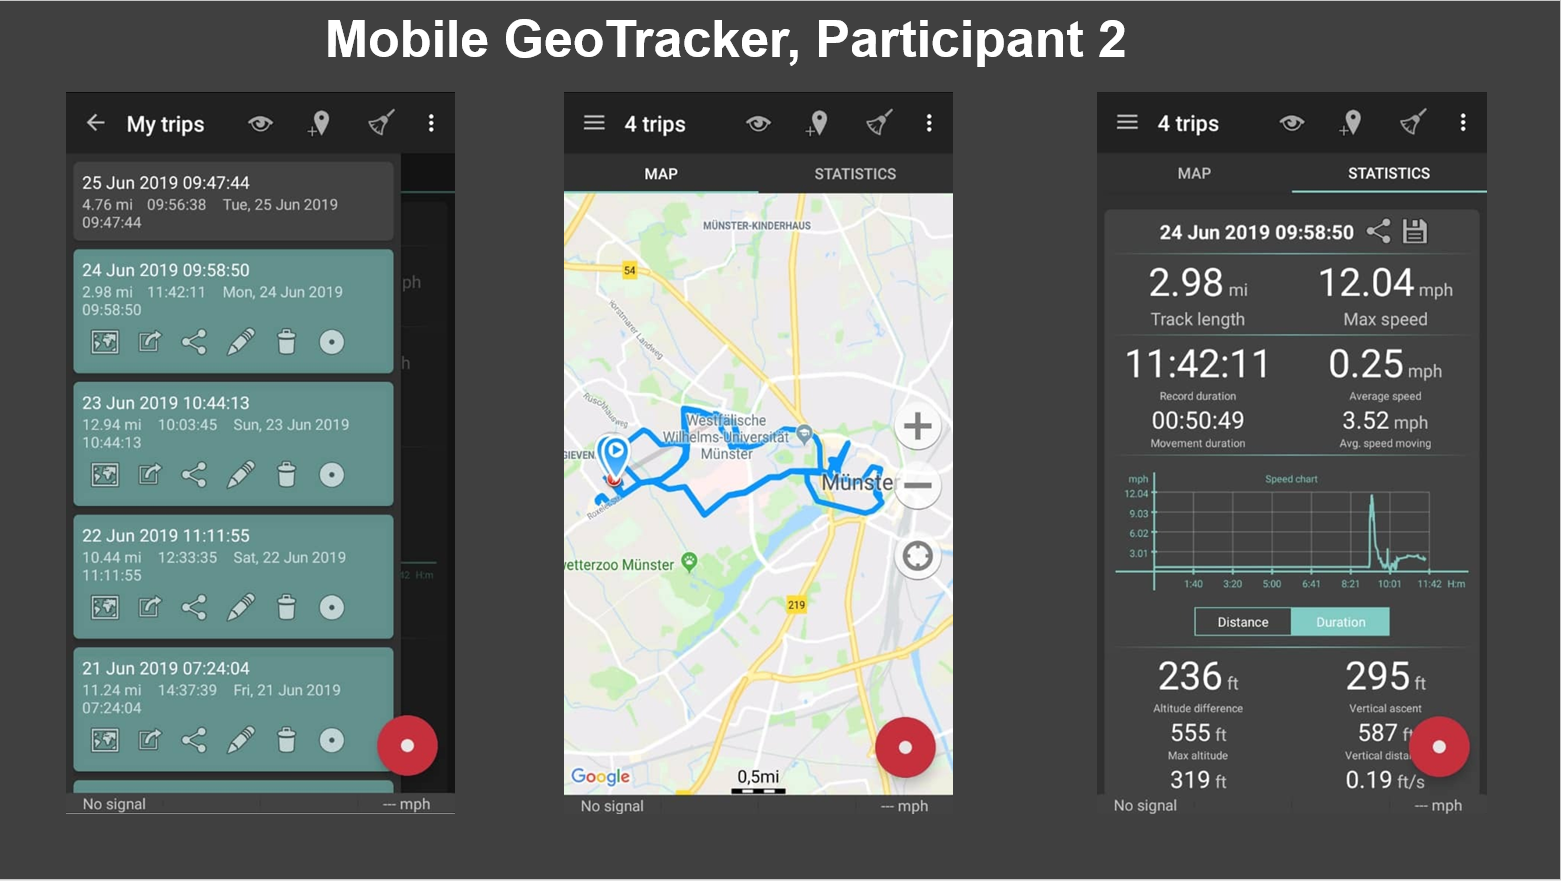 Mobile GeoTracker, Participant 2
My trips
25 Jun 2019 09:47:44
4.76 mi 09:56:38 Tue, 25 Jun 2019
09:47:44
24 Jun 2019 09:58:50
2.98 mi 11:42:11 Mon, 24 Jun 2019
09:58:50
23 Jun 2019 10:44:13
12.94 mi 10:03:45 Sun, 23 Jun 2019
10:44:13
22 Jun 2019 11:11:55
10.44 mi 12:33:35 Sat, 22 Jun 2019
11:11:55
21 Jun 2019 07:24:04
11.24 mi 14:37:39 Fri, 21 Jun 2019
07:24:04
ph
h
42 H:m
No signal --- mph
4 trips
MAP STATISTICS
MÜNSTER-KINDERHAUS
54
Horstmarer Landweg
Ruschhausweg
Westfälische
Wilhelms-Universität
Münster
GIEVEN
Münste
Roxele
wetterzoo Münster
219
Google
0,5mi
No signal --- mph
4 trips
MAP STATISTICS
24 Jun 2019 09:58:50
2.98 mi 12.04 mph
Track length Max speed
11:42:11 0.25 mph
Record duration Average speed
00:50:49 3.52 mph
Movement duration Avg. speed moving
mph Speed chart
12.04
9.03
6.02
3.01
1:40 3:20 5:00 6:41 8:21 10:01 11:42 H:m
Distance Duration
236 ft 295 ft
Altitude difference Vertical ascent
555 ft 587 f
Max altitude Vertical dista
319 ft 0.19 ft/s
No signal --- mph